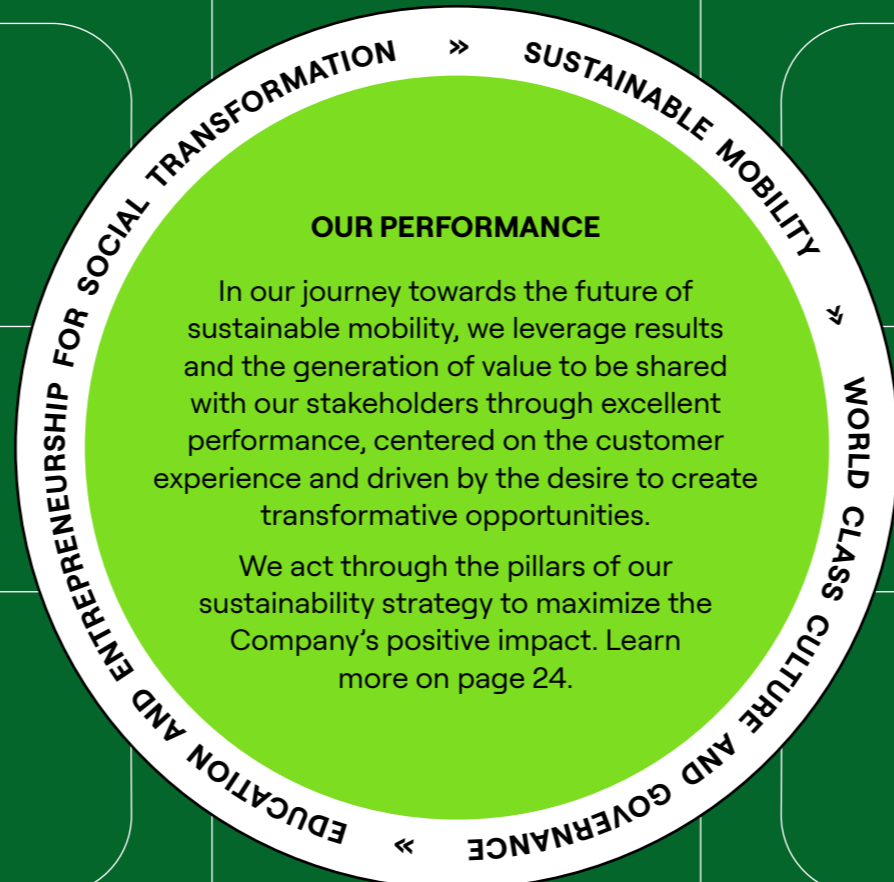 » SUSTAINABLE MOBILITY » WORLD CLASS CULTURE AND GOVERNANCE » EDUCATION AND ENTREPRENEURSHIP FOR SOCIAL TRANSFORMATION
OUR PERFORMANCE
In our journey towards the future of
sustainable mobility, we leverage results
and the generation of value to be shared
with our stakeholders through excellent
performance, centered on the customer
experience and driven by the desire to create
transformative opportunities.
We act through the pillars of our
sustainability strategy to maximize the
Company’s positive impact. Learn
more on page 24.